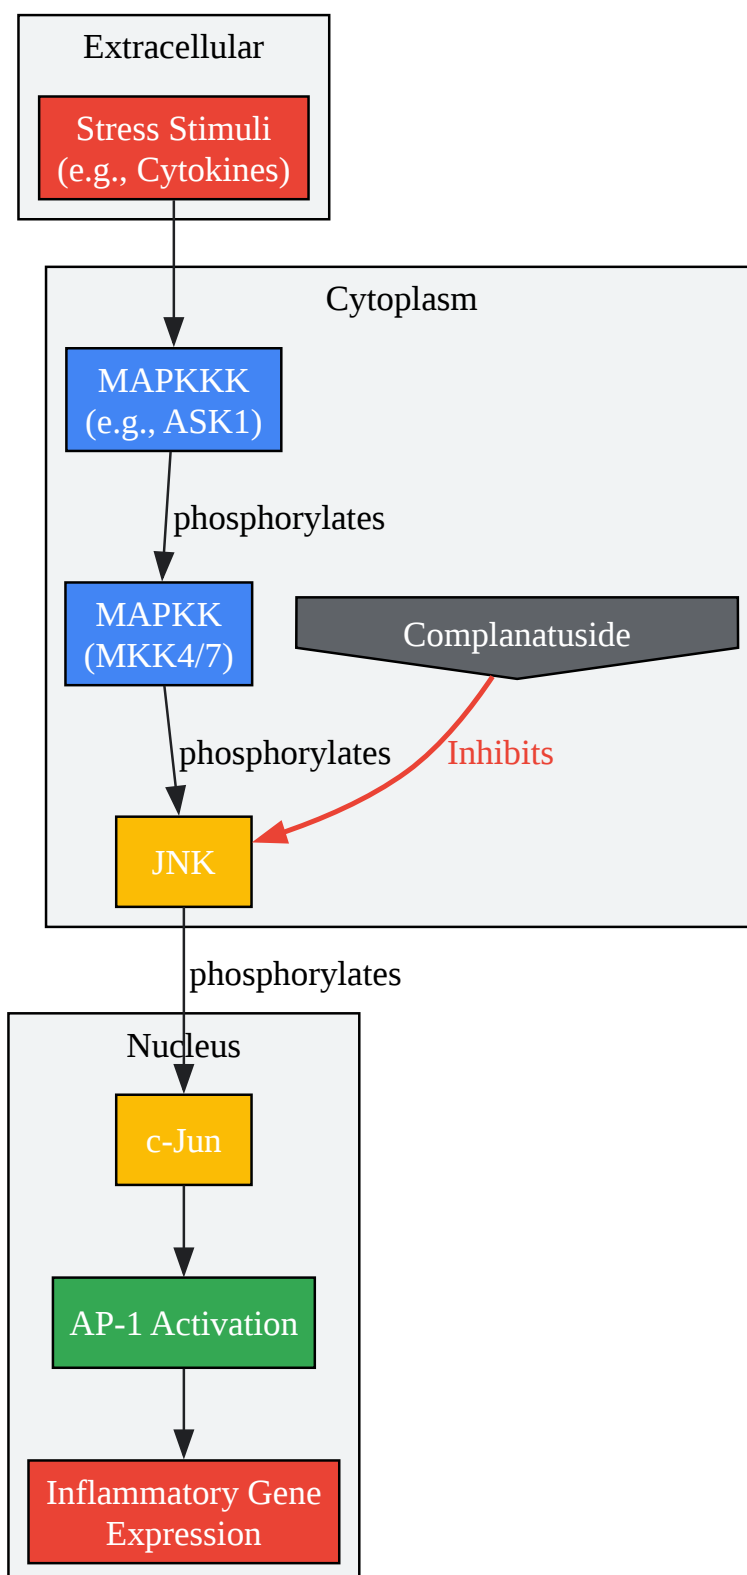 Extracellular
Stress Stimuli
(e.g., Cytokines)
Cytoplasm
MAPKKK
(e.g., ASK1)
phosphorylates
MAPKK
(MKK4/7)
Complanatuside
phosphorylates
Inhibits
JNK
phosphorylates
Nucleus
c-Jun
AP-1 Activation
Inflammatory Gene
Expression